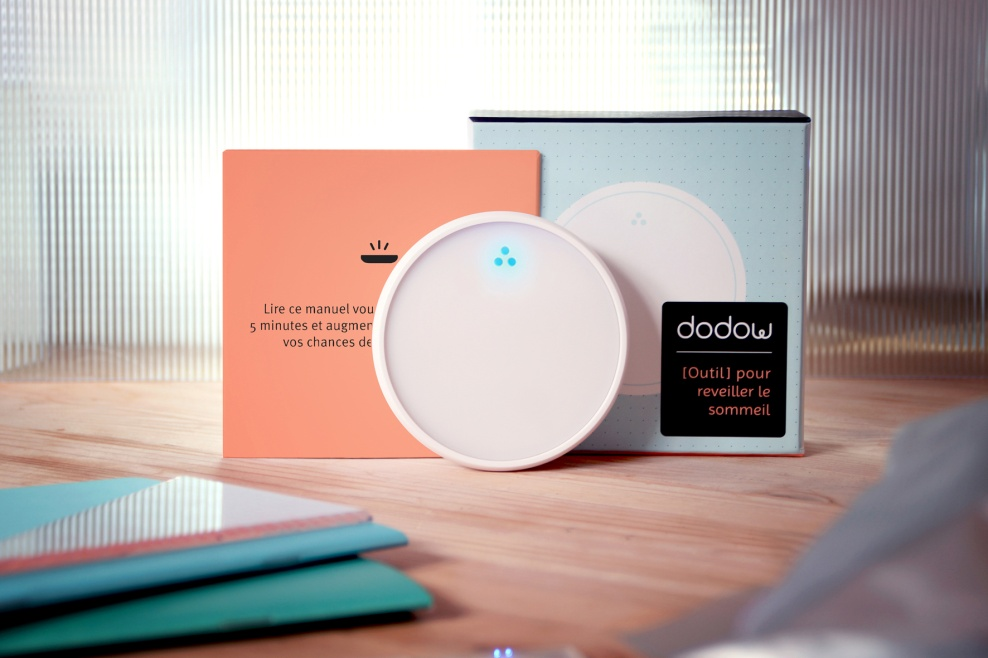 Lire ce manuel vou
5 minutes et augmen
vos chances de
dodow
[Outil] pour
reveiller le
sommeil